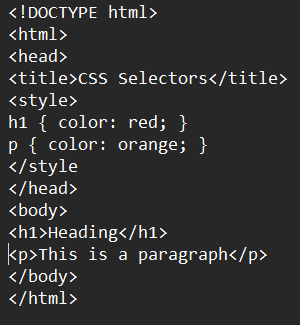 <!DOCTYPE html>
<html>
<head>
<title>CSS Selectors</title>
<style>
h1 { color: red; }
p { color: orange; }
</style
</head>
<body>
<h1>Heading</h1>
<p>This is a paragraph</p>
</body>
</html>